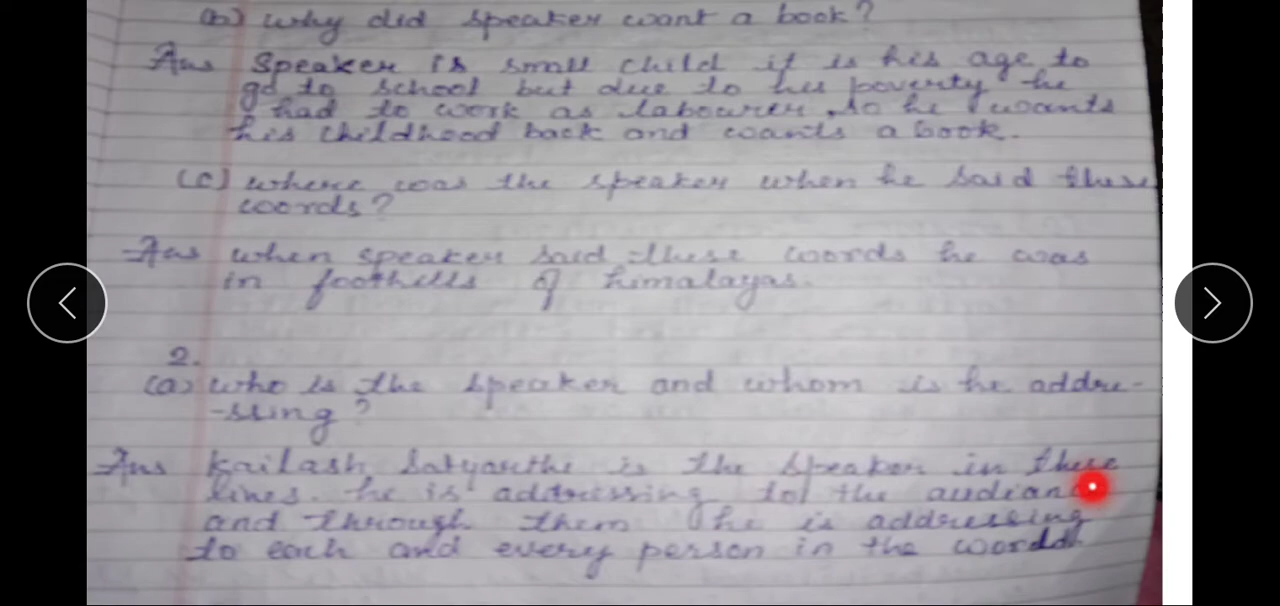 (b) why did speaker want a book?
Ans Speaker is small child it is his age to
go to school but due to his poverty he
had to work as labourer. So he wants
his childhood back and wants a book.
(c) where was the speaker when he said these
words?
Ans when speaker said these words he was
in foothills of himalayas.
2.
(a) who is the speaker and whom is he addre-
-ssing?
Ans Kailash Satyarthi is the speaker in these
lines. he is addressing to the
and through them he is addressing
to each and every person in the world.